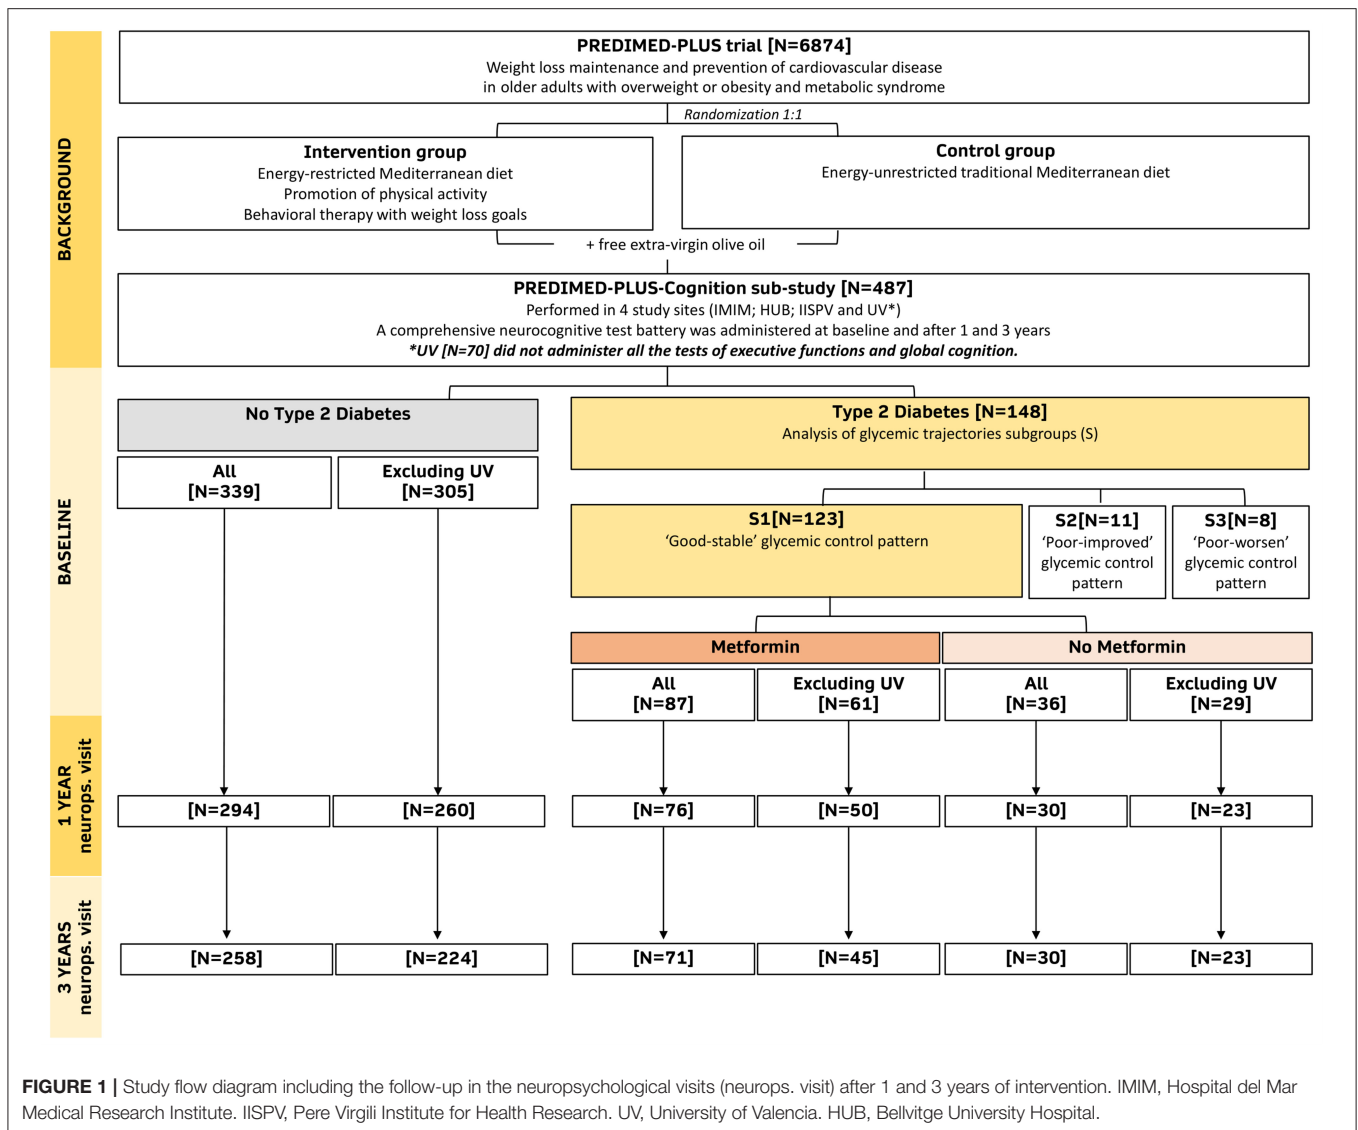 PREDIMED-PLUS trial [N=6874]
Weight loss maintenance and prevention of cardiovascular disease
in older adults with overweight or obesity and metabolic syndrome
Randomization 1:1
BACKGROUND
Intervention group
Energy-restricted Mediterranean diet
Promotion of physical activity
Behavioral therapy with weight loss goals
Control group
Energy-unrestricted traditional Mediterranean diet
+ free extra-virgin olive oil
PREDIMED-PLUS-Cognition sub-study [N=487]
Performed in 4 study sites (IMIM; HUB; IISPV and UV*)
A comprehensive neurocognitive test battery was administered at baseline and after 1 and 3 years
*UV [N=70] did not administer all the tests of executive functions and global cognition.
BASELINE
No Type 2 Diabetes
All
[N=339]
Excluding UV
[N=305]
Type 2 Diabetes [N=148]
Analysis of glycemic trajectories subgroups (S)
S1[N=123]
‘Good-stable’ glycemic control pattern
S2[N=11]
‘Poor-improved’
glycemic control
pattern
S3[N=8]
‘Poor-worsen’
glycemic control
pattern
Metformin
No Metformin
All
[N=87]
Excluding UV
[N=61]
All
[N=36]
Excluding UV
[N=29]
1 YEAR
neurops. visit
[N=294]
[N=260]
[N=76]
[N=50]
[N=30]
[N=23]
3 YEARS
neurops. visit
[N=258]
[N=224]
[N=71]
[N=45]
[N=30]
[N=23]
FIGURE 1 | Study flow diagram including the follow-up in the neuropsychological visits (neurops. visit) after 1 and 3 years of intervention. IMIM, Hospital del Mar
Medical Research Institute. IISPV, Pere Virgili Institute for Health Research. UV, University of Valencia. HUB, Bellvitge University Hospital.